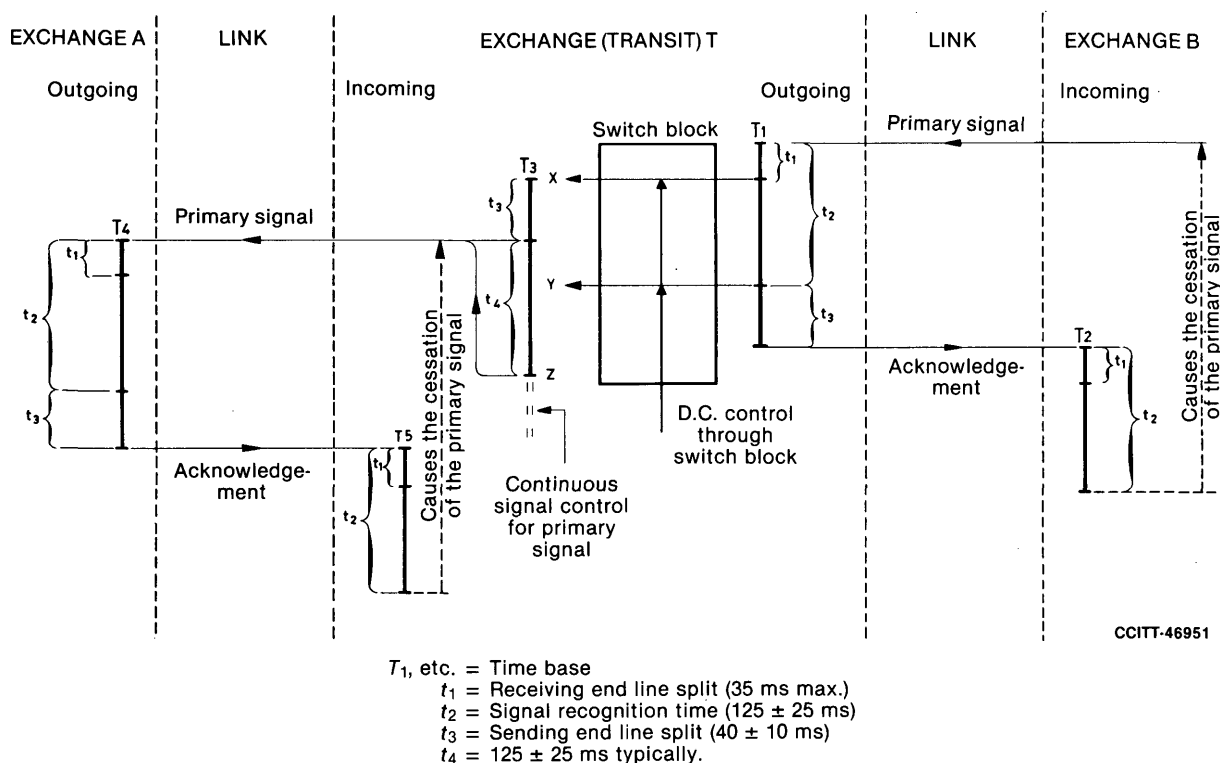 EXCHANGE A
LINK
EXCHANGE (TRANSIT) T
LINK
EXCHANGE B
Outgoing
Incoming
Outgoing
Incoming
Switch block
T1
Primary signal
t1
T3
X
t3
t2
Primary signal
T4
t1
t4
Y
t2
t3
Z
T2
t1
Acknowledge-
ment
t2
Causes the cessation
of the primary signal
t3
D.C. control
through
switch block
T5
t1
Acknowledge-
ment
t2
Causes the cessation
of the primary signal
Continuous
signal control
for primary
signal
CCITT-46951
T1, etc. = Time base
t1 = Receiving end line split (35 ms max.)
t2 = Signal recognition time (125 ± 25 ms)
t3 = Sending end line split (40 ± 10 ms)
t4 = 125 ± 25 ms typically.